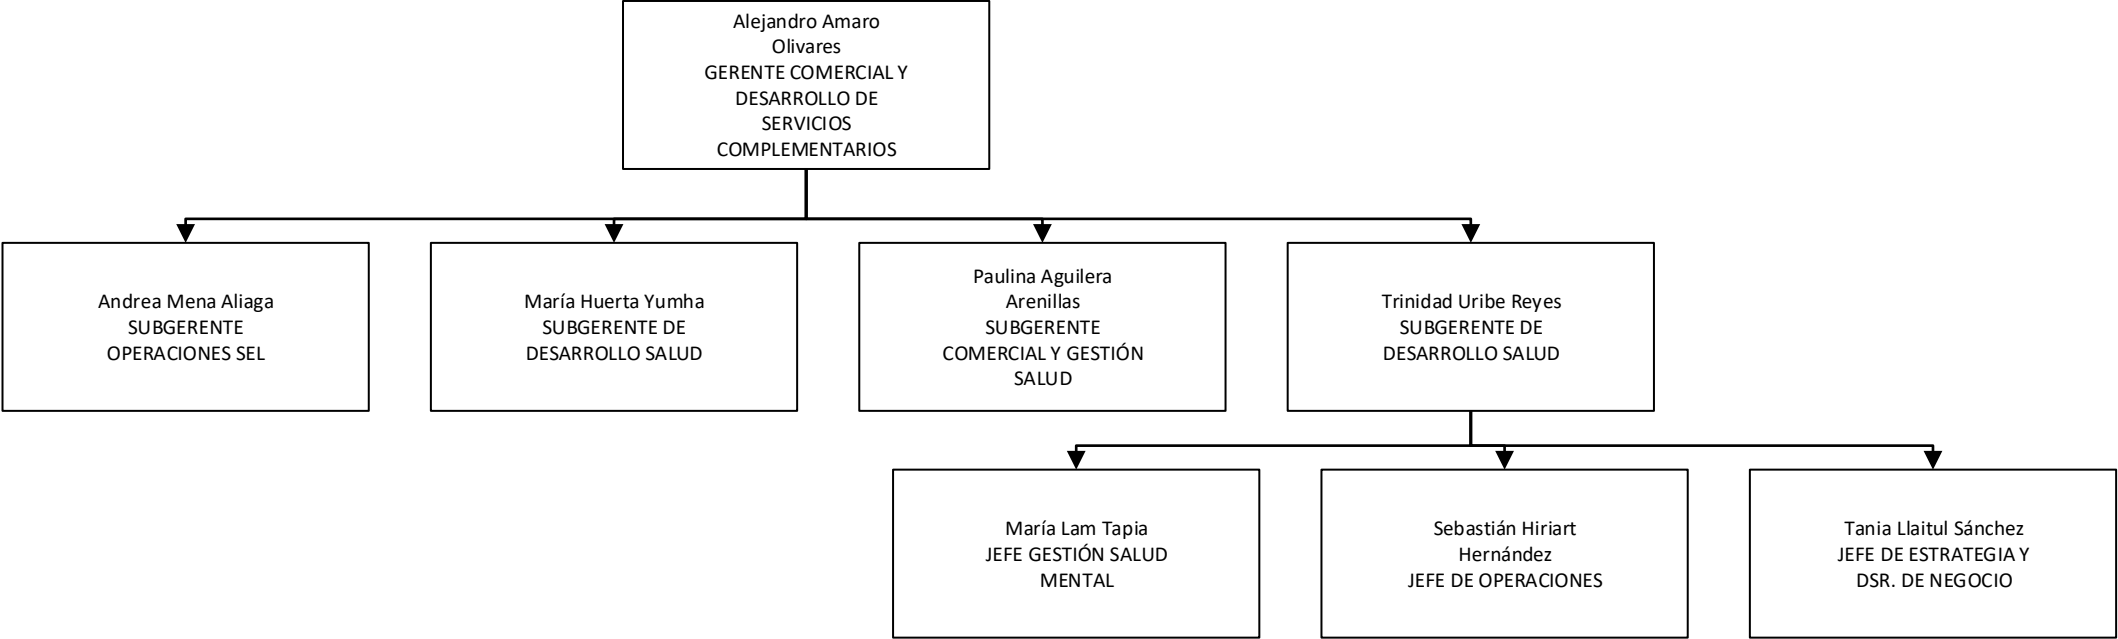 Alejandro Amaro
Olivares
GERENTE COMERCIAL Y
DESARROLLO DE
SERVICIOS
COMPLEMENTARIOS
Andrea Mena Aliaga
SUBGERENTE
OPERACIONES SEL
María Huerta Yumha
SUBGERENTE DE
DESARROLLO SALUD
Paulina Aguilera
Arenillas
SUBGERENTE
COMERCIAL Y GESTIÓN
SALUD
Trinidad Uribe Reyes
SUBGERENTE DE
DESARROLLO SALUD
María Lam Tapia
JEFE GESTIÓN SALUD
MENTAL
Sebastián Hiriart
Hernández
JEFE DE OPERACIONES
Tania Llaitul Sánchez
JEFE DE ESTRATEGIA Y
DSR. DE NEGOCIO